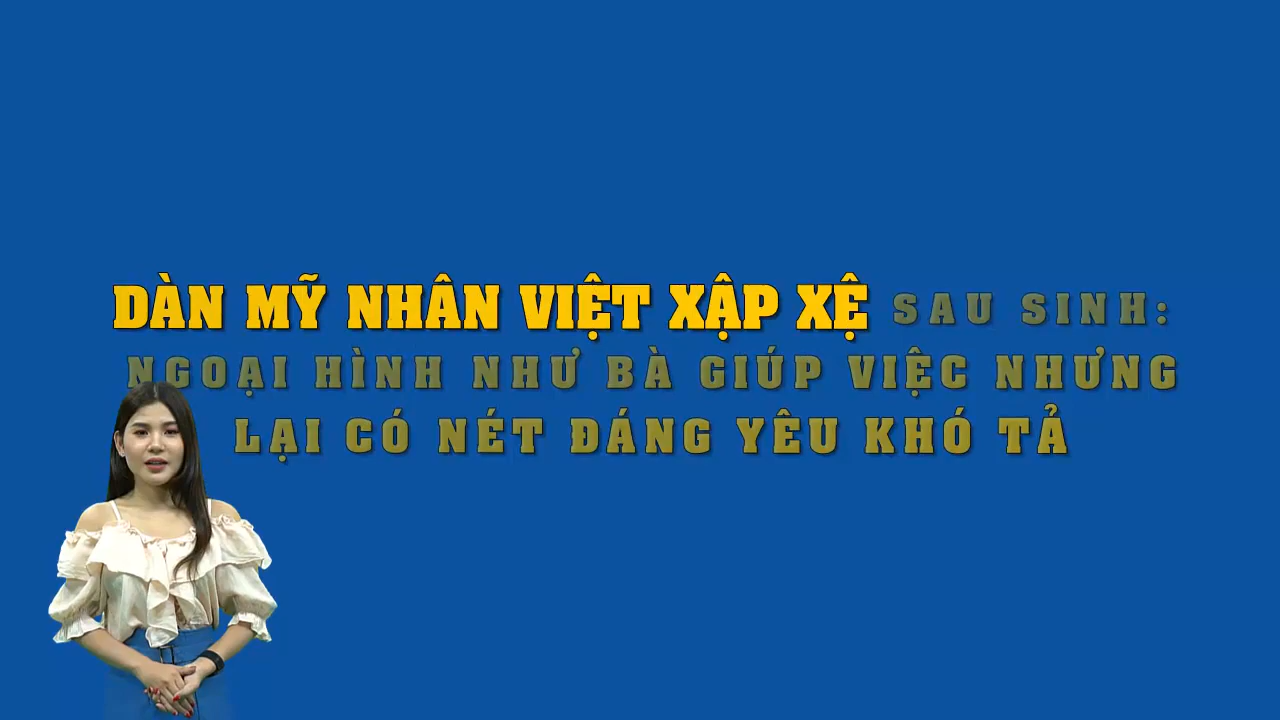 DÀN MỸ NHÂN VIỆT XẬP XỆ SAU SINH:
NGOẠI HÌNH NHƯ BÀ GIÚP VIỆC NHƯNG
LẠI CÓ NÉT ĐÁNG YÊU KHÓ TẢ